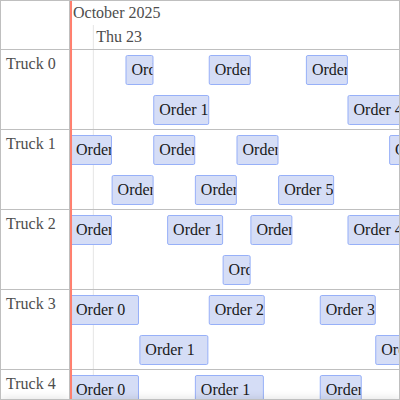 October 2025
Thu 23
Truck 0
Ord Order Order
Order 1 Order 4
Truck 1
Order Order Order
Order Order Order 5
Truck 2
Order Order 1 Order Order 4
Ord
Truck 3
Order 0 Order 2 Order 3
Order 1 Or
Truck 4
Order 0 Order 1 Order